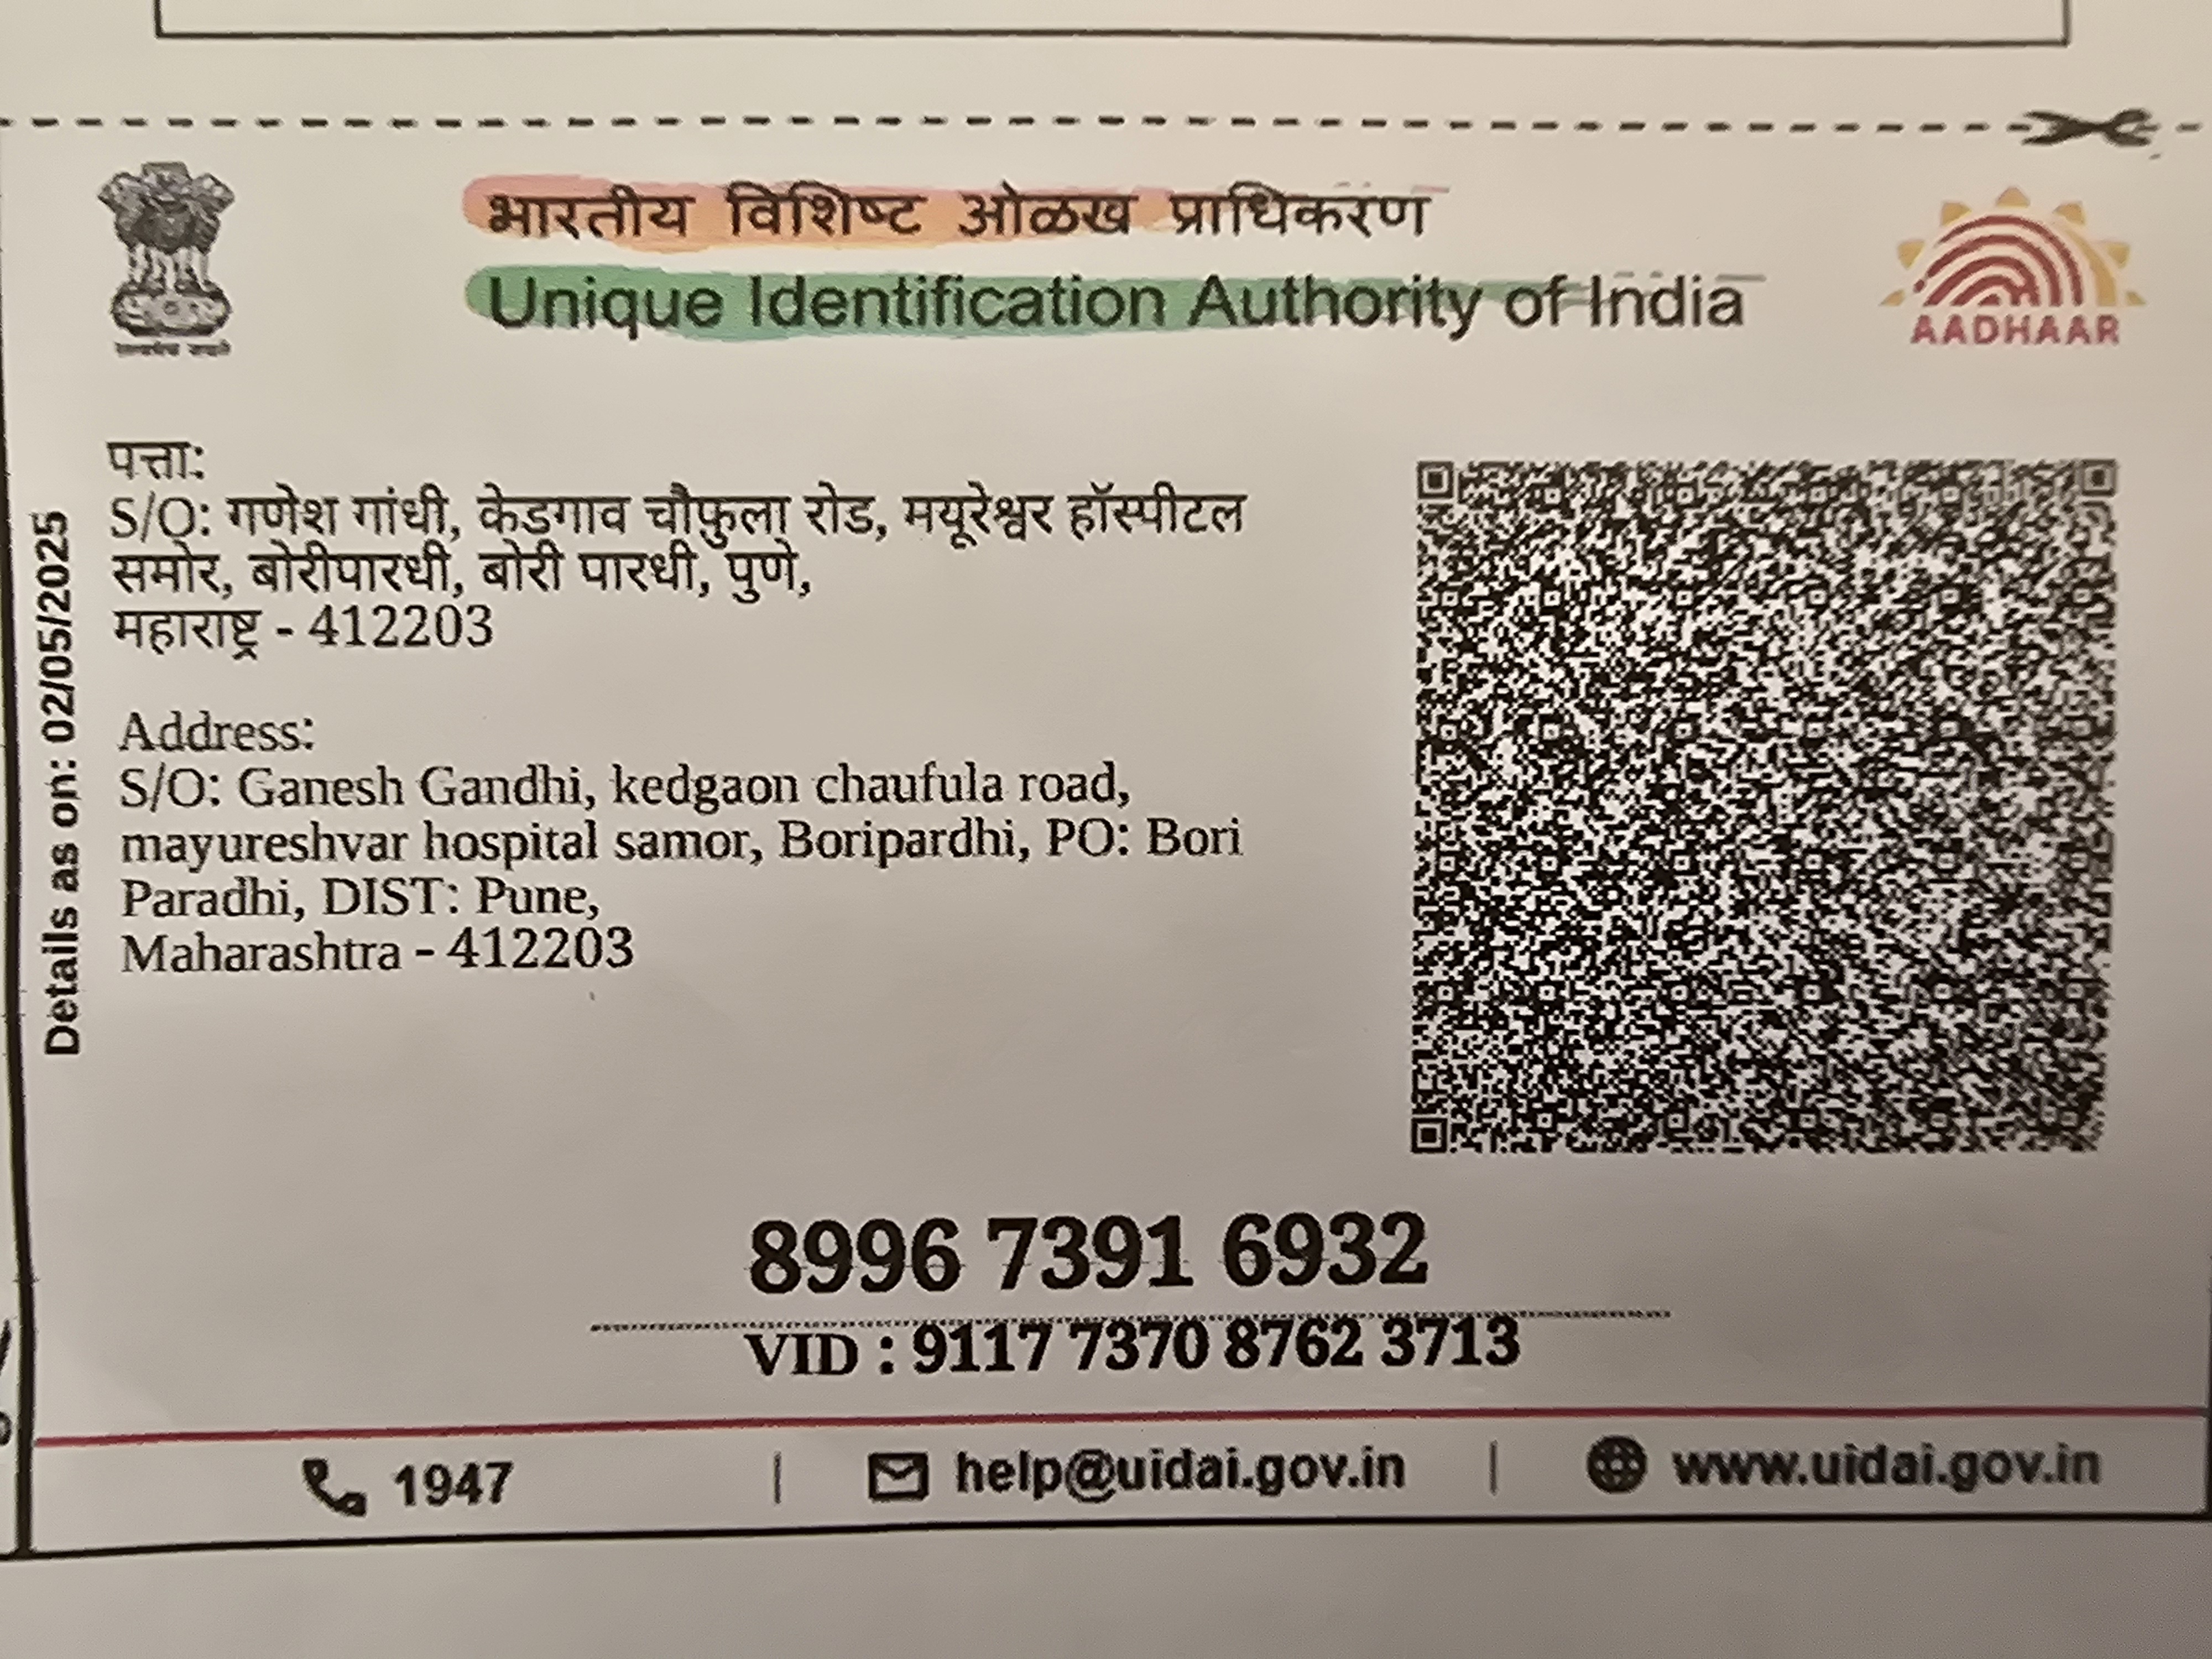 भारतीय विशिष्ट ओळख प्राधिकरण
Unique Identification Authority of India
AADHAAR
Details as on: 02/05/2025
पत्ता:
S/O: गणेश गांधी, केडगाव चौफुला रोड, मयूरेश्वर हॉस्पीटल
समोर, बोरीपारधी, बोरी पारधी, पुणे,
महाराष्ट्र - 412203
Address:
S/O: Ganesh Gandhi, kedgaon chaufula road,
mayureshvar hospital samor, Boripardhi, PO: Bori
Paradhi, DIST: Pune,
Maharashtra - 412203
8996 7391 6932
VID : 9117 7370 8762 3713
1947 | help@uidai.gov.in | www.uidai.gov.in